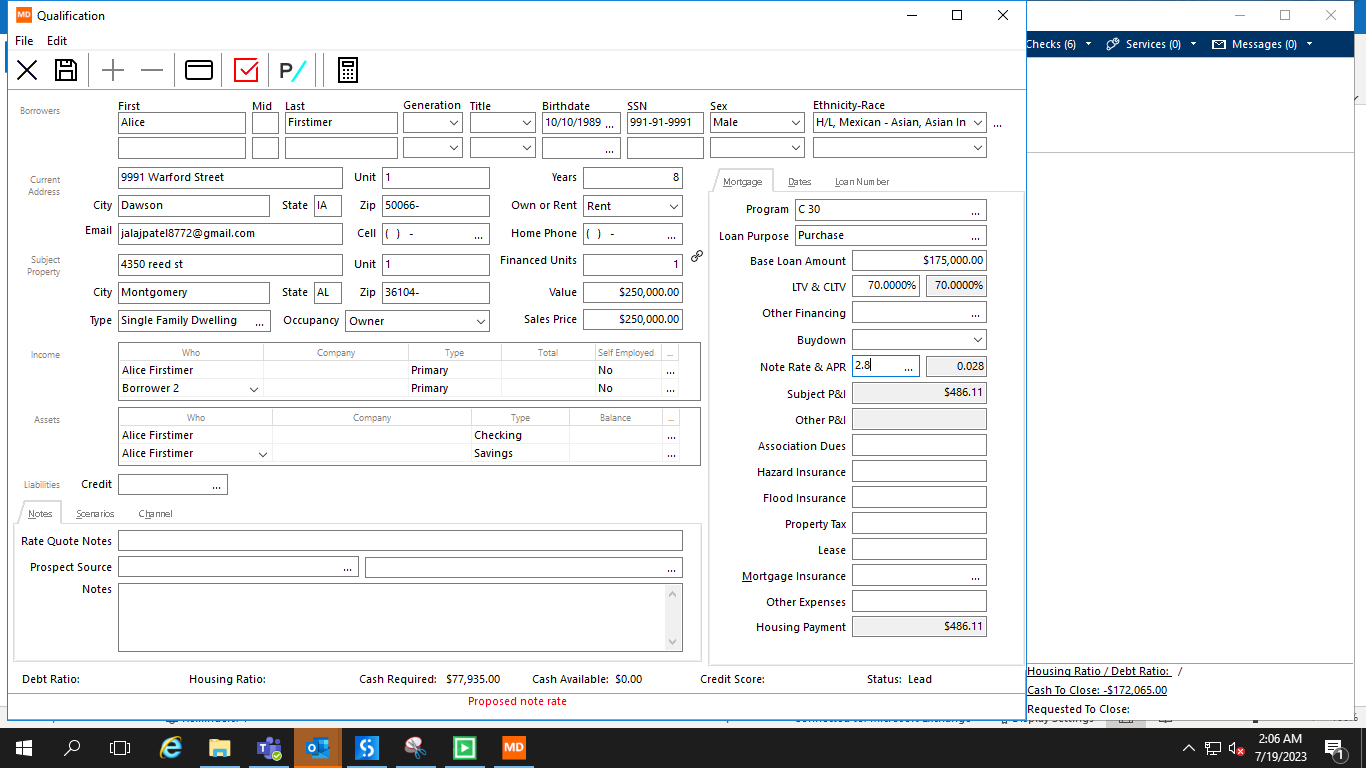 MD Qualification
File Edit
P/
Checks (6) Services (0) Messages (0)
Borrowers First Mid Last Generation Title Birthdate SSN Sex Ethnicity-Race
Alice Firstimer 10/10/1989 ... 991-91-9991 Male H/L, Mexican - Asian, Asian In ...
...
Current Address 9991 Warford Street Unit 1 Years 8
City Dawson State IA Zip 50066- Own or Rent Rent
Email jalajpatel8772@gmail.com Cell ( ) - ... Home Phone ( ) - ...
Subject Property 4350 reed st Unit 1 Financed Units 1
City Montgomery State AL Zip 36104- Value $250,000.00
Type Single Family Dwelling ... Occupancy Owner Sales Price $250,000.00
Income Who Company Type Total Self Employed ...
Alice Firstimer Primary No
Borrower 2 Primary No
Assets Who Company Type Balance ...
Alice Firstimer Checking ...
Alice Firstimer Savings ...
Liabilities Credit ...
Notes Scenarios Channel
Rate Quote Notes
Prospect Source ... ...
Notes
Mortgage Dates Loan Number
Program C 30 ...
Loan Purpose Purchase ...
Base Loan Amount $175,000.00
LTV & CLTV 70.0000% 70.0000%
Other Financing ...
Buydown
Note Rate & APR 2.8 ... 0.028
Subject P&I $486.11
Other P&I
Association Dues
Hazard Insurance
Flood Insurance
Property Tax
Lease
Mortgage Insurance ...
Other Expenses
Housing Payment $486.11
Debt Ratio: Housing Ratio: Cash Required: $77,935.00 Cash Available: $0.00 Credit Score: Status: Lead
Proposed note rate
Housing Ratio / Debt Ratio: /
Cash To Close: -$172,065.00
Requested To Close:
MD
2:06 AM
7/19/2023
1